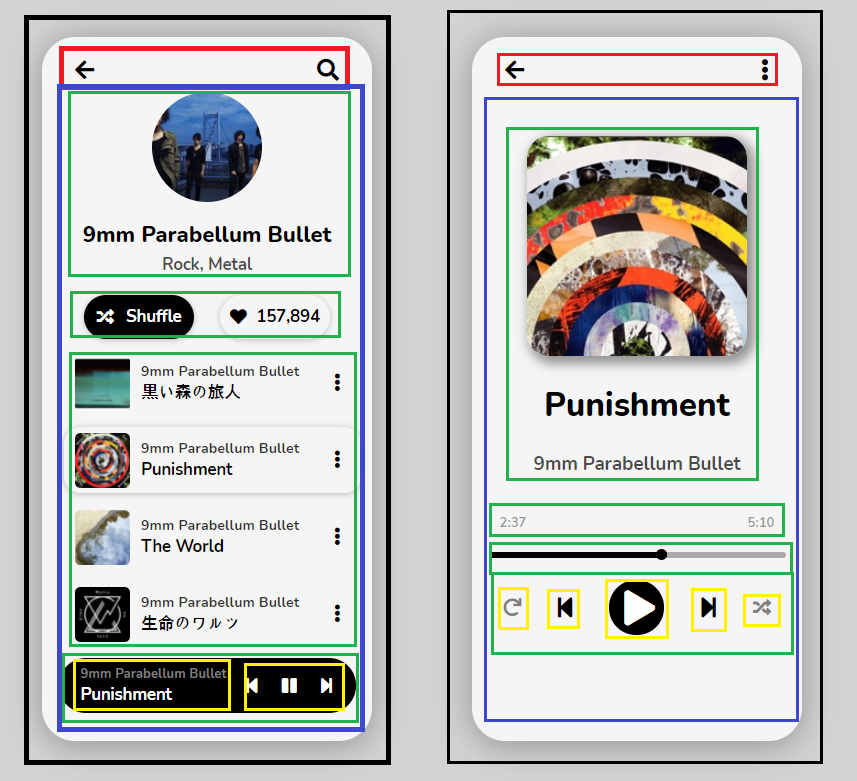 9mm Parabellum Bullet
Rock, Metal
Shuffle
157,894
9mm Parabellum Bullet
黒い森の旅人
9mm Parabellum Bullet
Punishment
9mm Parabellum Bullet
The World
9mm Parabellum Bullet
生命のワルツ
9mm Parabellum Bullet
Punishment
Punishment
9mm Parabellum Bullet
2:37
5:10